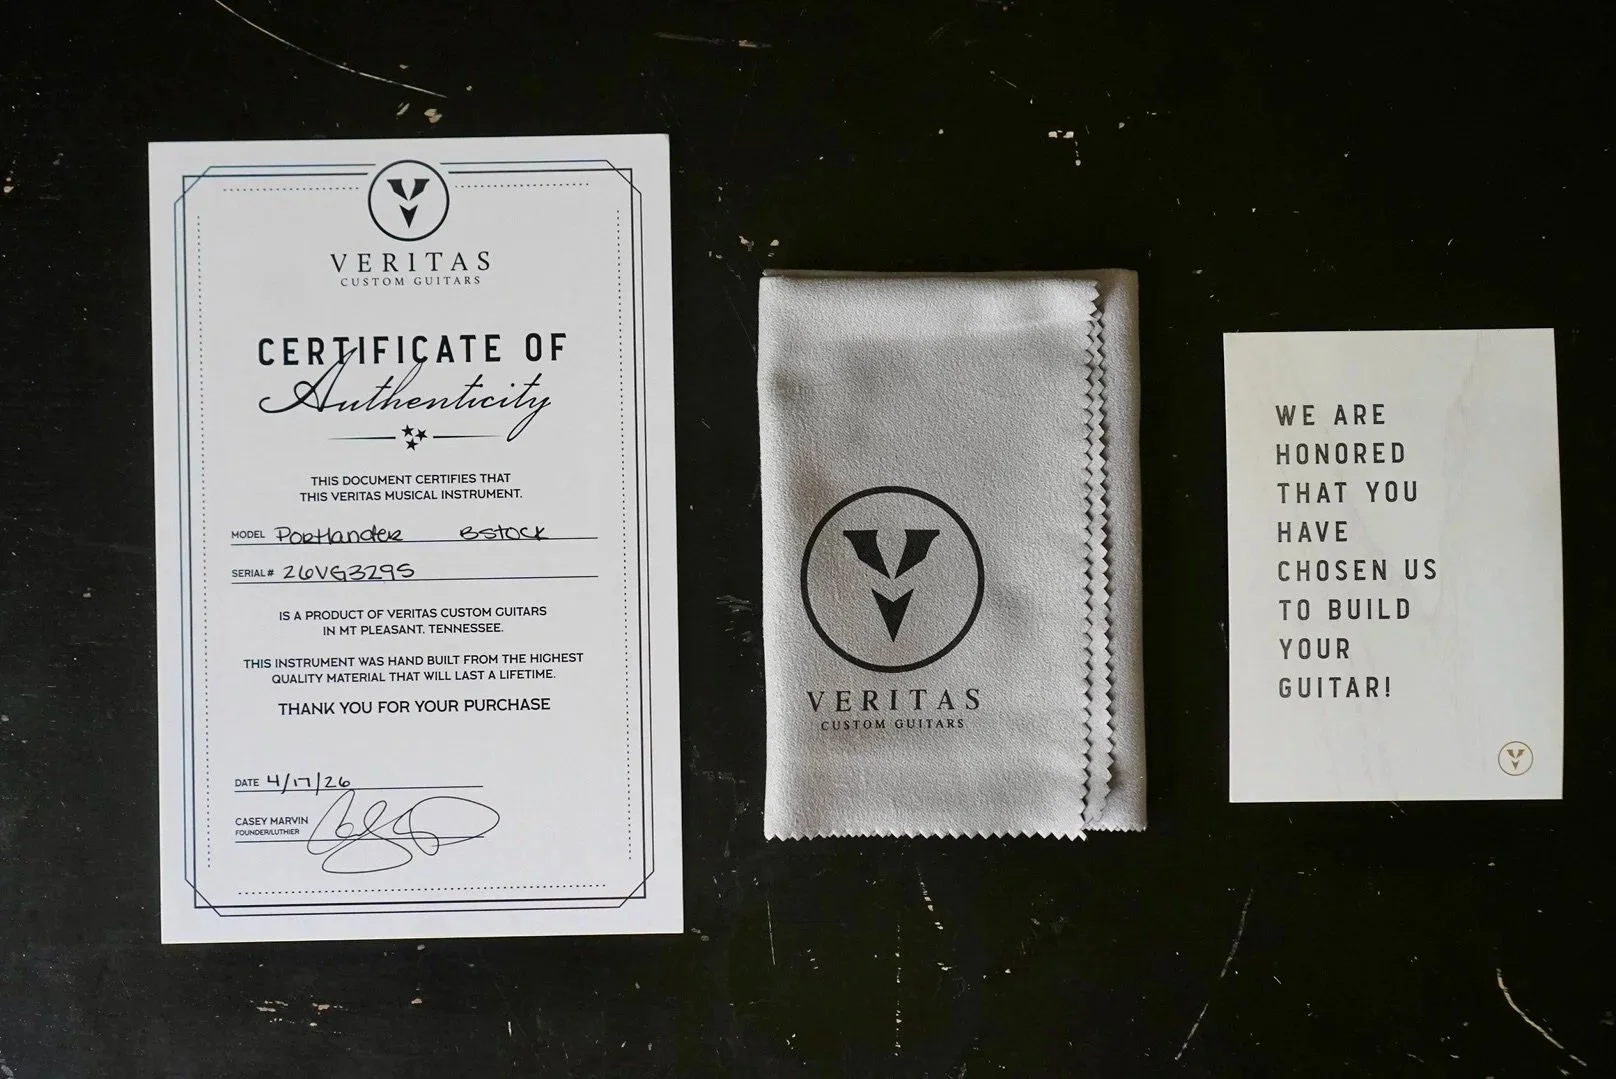 VERITAS
CUSTOM GUITARS
CERTIFICATE OF
Authenticity
THIS DOCUMENT CERTIFIES THAT
THIS VERITAS MUSICAL INSTRUMENT.
MODEL Portlander BSTOCK
SERIAL# 26VG3295
IS A PRODUCT OF VERITAS CUSTOM GUITARS
IN MT PLEASANT, TENNESSEE.
THIS INSTRUMENT WAS HAND BUILT FROM THE HIGHEST
QUALITY MATERIAL THAT WILL LAST A LIFETIME.
THANK YOU FOR YOUR PURCHASE
DATE 4/17/26
CASEY MARVIN
FOUNDER/LUTHIER
VERITAS
CUSTOM GUITARS
WE ARE
HONORED
THAT YOU
HAVE
CHOSEN US
TO BUILD
YOUR
GUITAR!